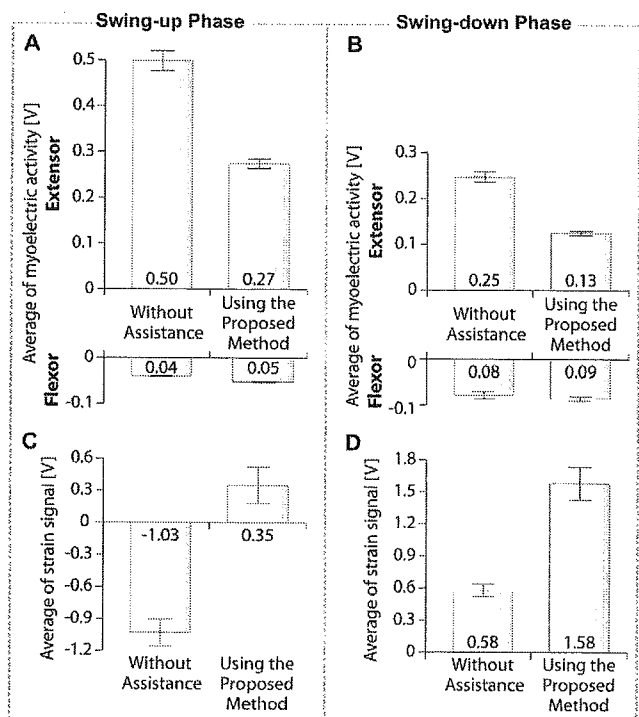 Swing-up Phase
Swing-down Phase
A
Average of myoelectric activity [V]
Extensor
Flexor
0.5
0.4
0.3
0.2
0.1
0
0.50
0.27
Without
Assistance
Using the
Proposed
Method
0
-0.1
0.04
0.05
B
Average of myoelectric activity [V]
Extensor
Flexor
0.3
0.2
0.1
0
0.25
0.13
Without
Assistance
Using the
Proposed
Method
0
-0.1
0.08
0.09
C
Average of strain signal [V]
0.6
0.3
0
-0.3
-0.6
-0.9
-1.2
-1.03
0.35
Without
Assistance
Using the
Proposed
Method
D
Average of strain signal [V]
1.8
1.5
1.2
0.9
0.6
0.3
0
0.58
1.58
Without
Assistance
Using the
Proposed
Method